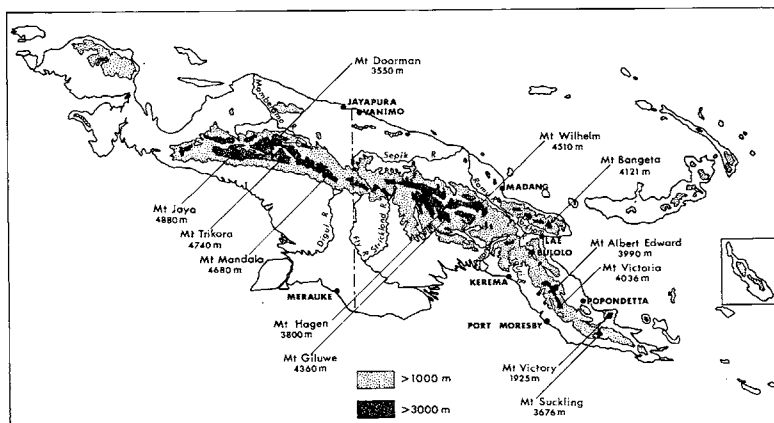 Mt Doorman
3550 m
JAYAPURA
VANIMO
Mt Wilhelm
4510 m
Mt Bangeta
4121 m
Sepik R
MADANG
Mt Jaya
4880 m
Mt Trikora
4740 m
Mt Mandala
4680 m
Digul R
Strickland R
Fly R
LAE
BULOLO
Mt Albert Edward
3990 m
Mt Victoria
4036 m
KEREMA
MERAUKE
POPONDETTA
PORT MORESBY
Mt Hagen
3800 m
Mt Giluwe
4360 m
Mt Victory
1925 m
Mt Suckling
3676 m
>1000 m
>3000 m